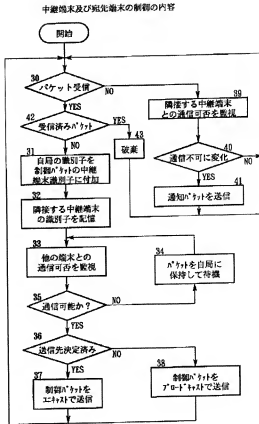 中継端末及び宛先端末の制御の内容
開始
30
パケット受信
NO
YES
39
隣接する中継端末
との通信可否を監視
42
受信済みパケット
YES
NO
43
破棄
40
通信不可に変化
NO
YES
41
通知パケットを送信
31
自局の識別子を
制御パケットの中継
端末識別子に付加
32
隣接する中継端末
の識別子を記憶
33
他の端末と
の通信可否を監視
34
パケットを自局に
保持して待機
35
通信可能か?
NO
YES
36
送信先決定済み
NO
YES
37
制御パケットを
ユニキャストで送信
38
制御パケットを
ブロードキャストで送信